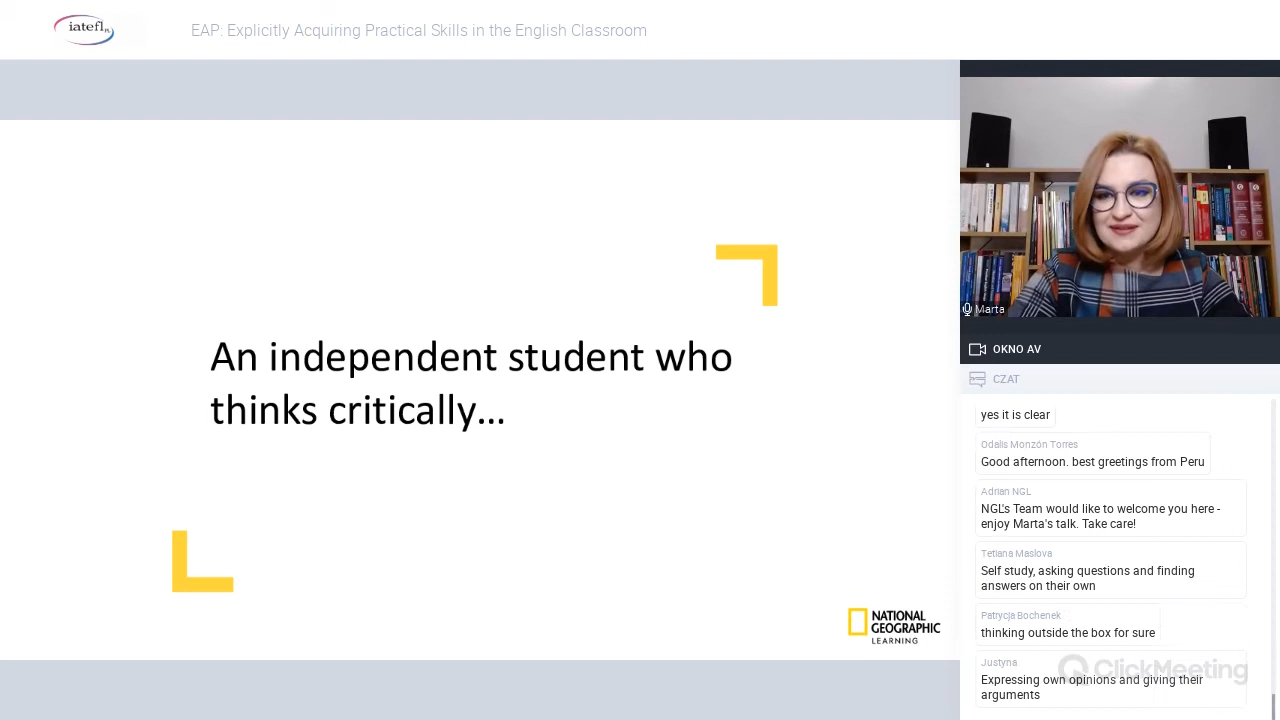 iatefl PL
EAP: Explicitly Acquiring Practical Skills in the English Classroom
An independent student who
thinks critically...
NATIONAL
GEOGRAPHIC
LEARNING
Marta
OKNO AV
CZAT
yes it is clear
Odalis Monzón Torres
Good afternoon. best greetings from Peru
Adrian NGL
NGL's Team would like to welcome you here -
enjoy Marta's talk. Take care!
Tetiana Maslova
Self study, asking questions and finding
answers on their own
Patrycja Bochenek
thinking outside the box for sure
Justyna
Expressing own opinions and giving their
arguments
ClickMeeting